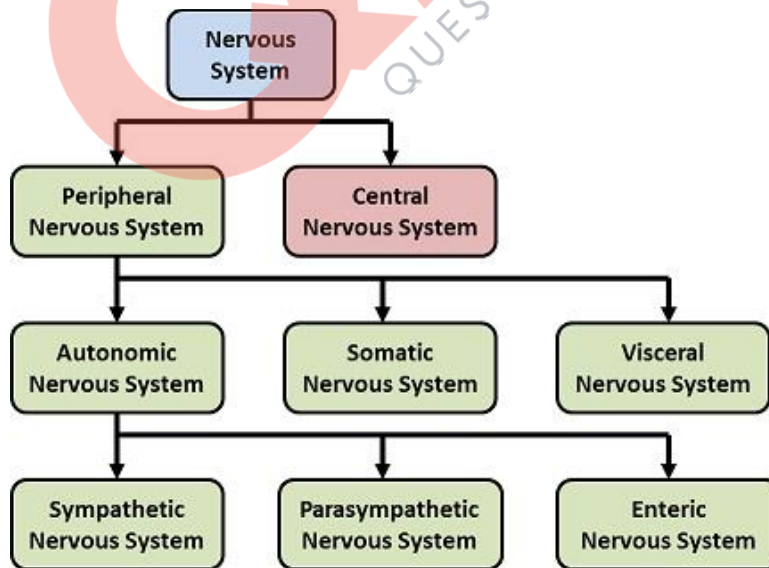 Nervous
System
QUES
Peripheral
Nervous System
Central
Nervous System
Autonomic
Nervous System
Somatic
Nervous System
Visceral
Nervous System
Sympathetic
Nervous System
Parasympathetic
Nervous System
Enteric
Nervous System